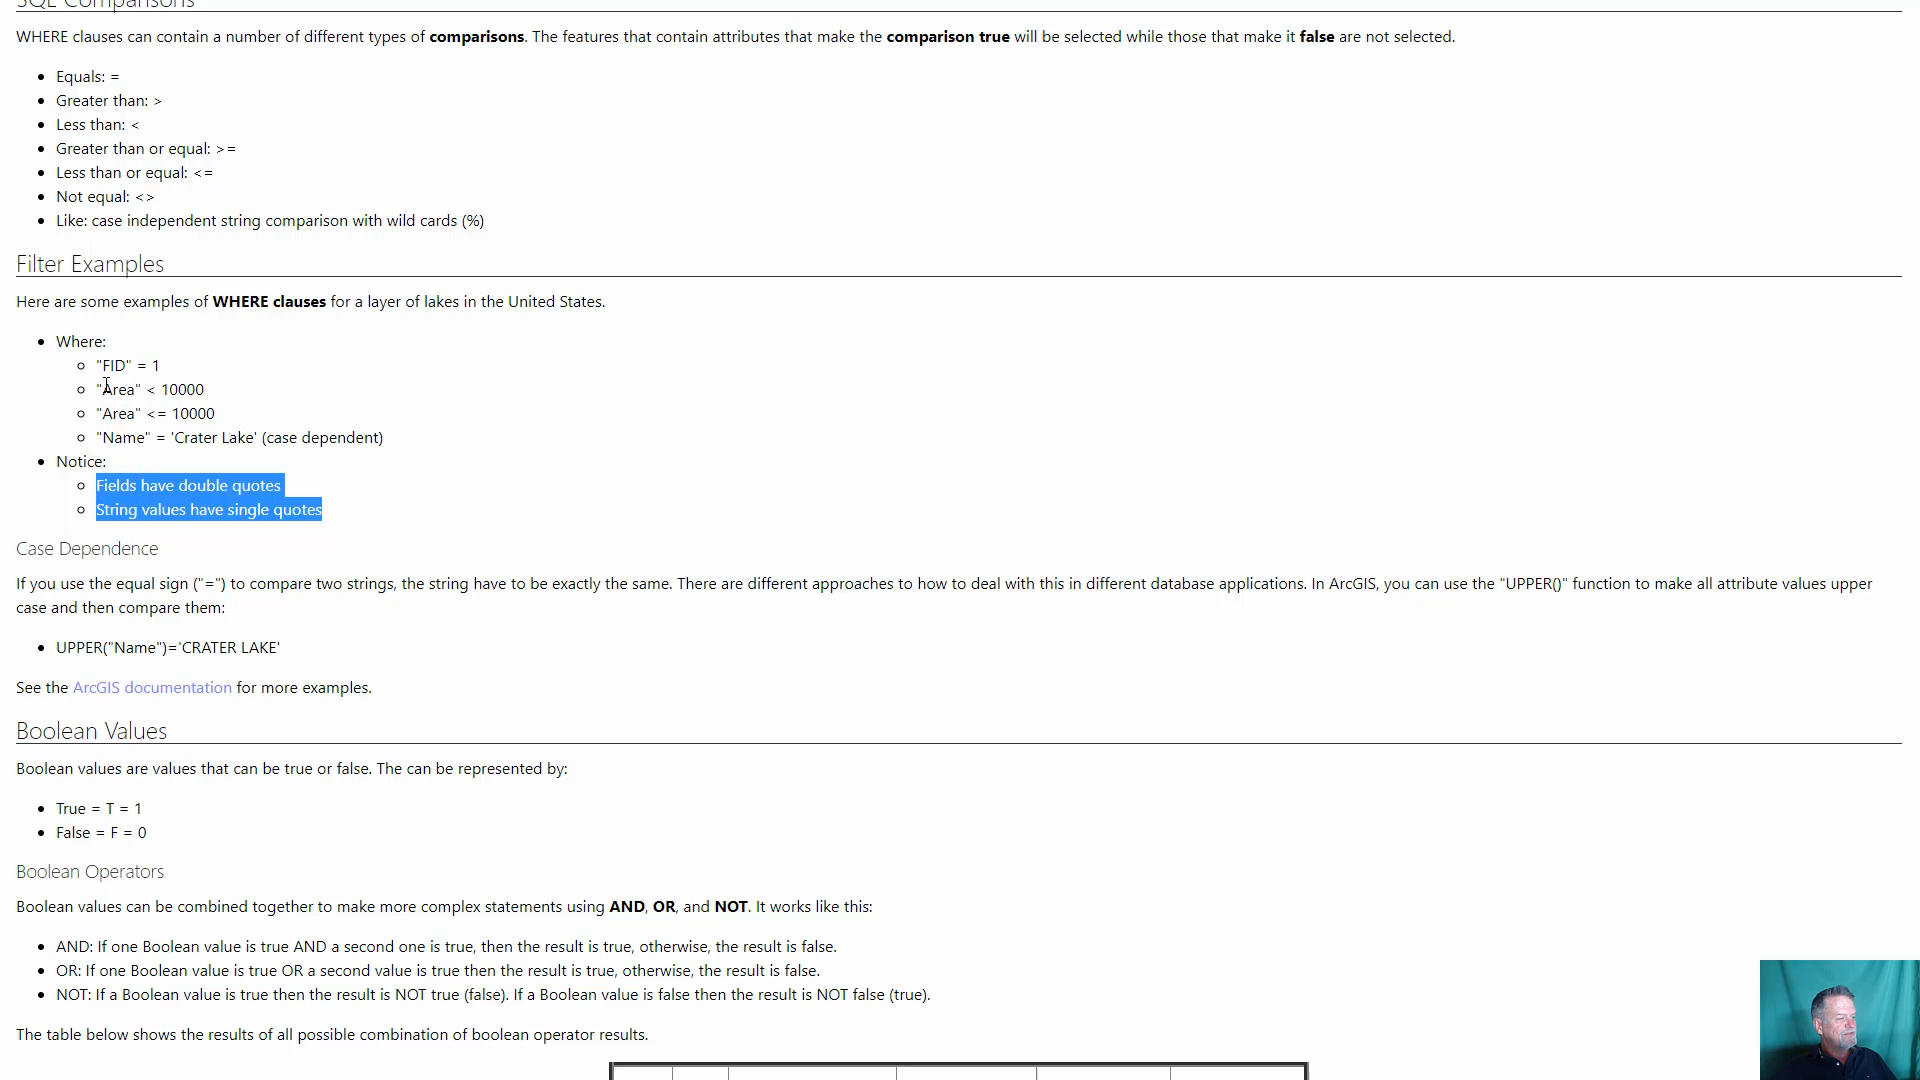 SQL Comparisons
WHERE clauses can contain a number of different types of comparisons. The features that contain attributes that make the comparison true will be selected while those that make it false are not selected.
Equals: =
Greater than: >
Less than: <
Greater than or equal: >=
Less than or equal: <=
Not equal: <>
Like: case independent string comparison with wild cards (%)
Filter Examples
Here are some examples of WHERE clauses for a layer of lakes in the United States.
Where:
"FID" = 1
"Area" < 10000
"Area" <= 10000
"Name" = 'Crater Lake' (case dependent)
Notice:
Fields have double quotes
String values have single quotes
Case Dependence
If you use the equal sign ("=") to compare two strings, the string have to be exactly the same. There are different approaches to how to deal with this in different database applications. In ArcGIS, you can use the "UPPER()" function to make all attribute values upper
case and then compare them:
UPPER("Name")='CRATER LAKE'
See the ArcGIS documentation for more examples.
Boolean Values
Boolean values are values that can be true or false. The can be represented by:
True = T = 1
False = F = 0
Boolean Operators
Boolean values can be combined together to make more complex statements using AND, OR, and NOT. It works like this:
AND: If one Boolean value is true AND a second one is true, then the result is true, otherwise, the result is false.
OR: If one Boolean value is true OR a second value is true then the result is true, otherwise, the result is false.
NOT: If a Boolean value is true then the result is NOT true (false). If a Boolean value is false then the result is NOT false (true).
The table below shows the results of all possible combination of boolean operator results.